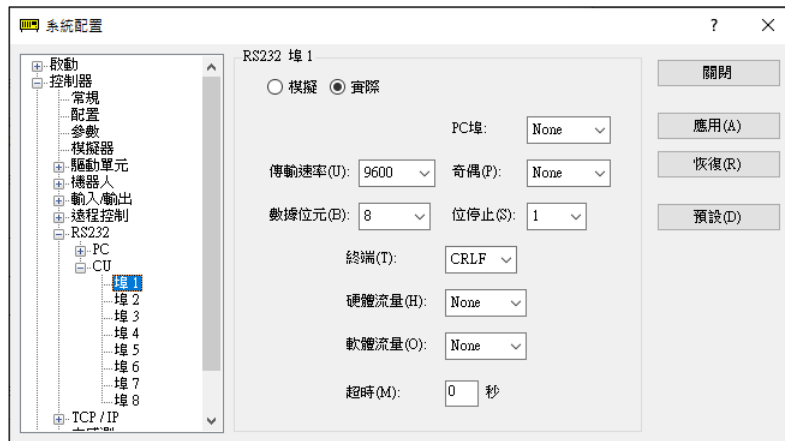 系統配置
啟動
控制器
常規
配置
參數
模擬器
驅動單元
機器人
輸入/輸出
遠程控制
RS232
PC
CU
埠 1
埠 2
埠 3
埠 4
埠 5
埠 6
埠 7
埠 8
TCP / IP
RS232 埠 1
模擬 實際
PC埠: None
傳輸速率(U): 9600 奇偶(P): None
數據位元(B): 8 位停止(S): 1
終端(T): CRLF
硬體流量(H): None
軟體流量(O): None
超時(M): 0 秒
關閉
應用(A)
恢復(R)
預設(D)